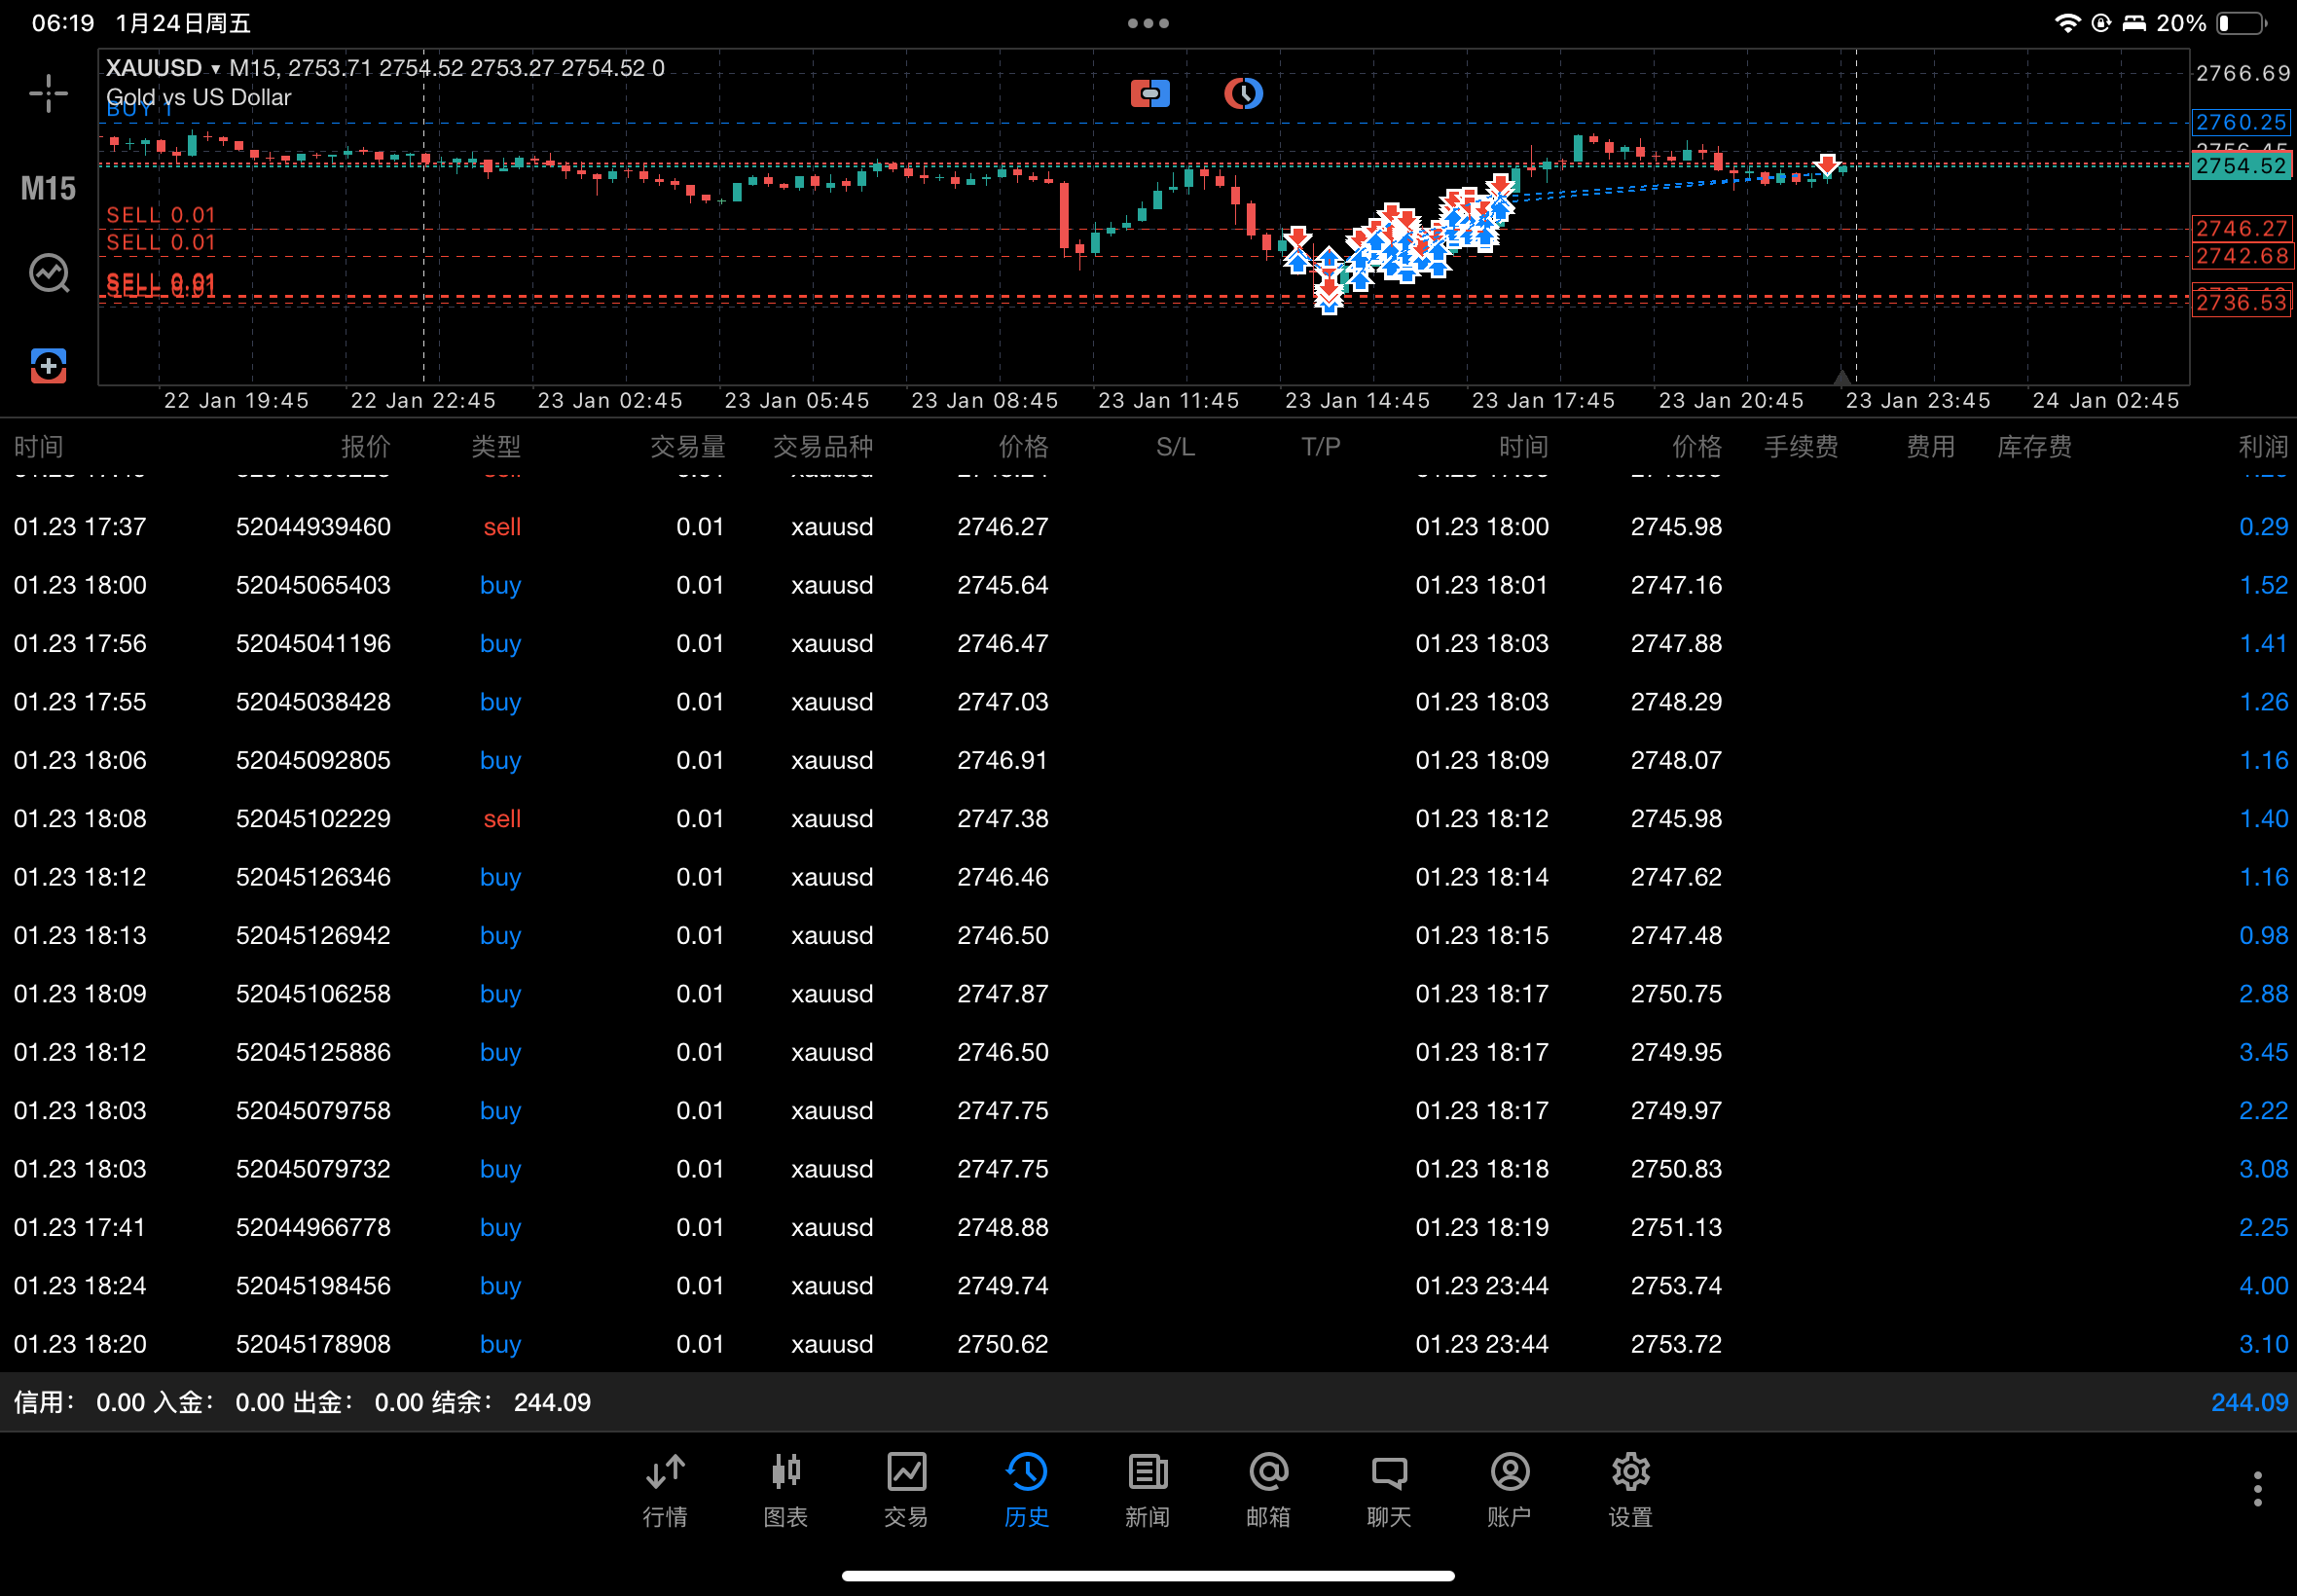 06:19 1月24日周五
20%
XAUUSD ▾ M15, 2753.71 2754.52 2753.27 2754.52 0
Gold vs US Dollar
BUY 1
2766.69
2760.25
2754.52
M15
SELL 0.01
2746.27
SELL 0.01
2742.68
SELL 0.01
SELL 0.01
2736.53
22 Jan 19:45 22 Jan 22:45 23 Jan 02:45 23 Jan 05:45 23 Jan 08:45 23 Jan 11:45 23 Jan 14:45 23 Jan 17:45 23 Jan 20:45 23 Jan 23:45 24 Jan 02:45
时间 报价 类型 交易量 交易品种 价格 S/L T/P 时间 价格 手续费 费用 库存费 利润
01.23 17:37 52044939460 sell 0.01 xauusd 2746.27 01.23 18:00 2745.98 0.29
01.23 18:00 52045065403 buy 0.01 xauusd 2745.64 01.23 18:01 2747.16 1.52
01.23 17:56 52045041196 buy 0.01 xauusd 2746.47 01.23 18:03 2747.88 1.41
01.23 17:55 52045038428 buy 0.01 xauusd 2747.03 01.23 18:03 2748.29 1.26
01.23 18:06 52045092805 buy 0.01 xauusd 2746.91 01.23 18:09 2748.07 1.16
01.23 18:08 52045102229 sell 0.01 xauusd 2747.38 01.23 18:12 2745.98 1.40
01.23 18:12 52045126346 buy 0.01 xauusd 2746.46 01.23 18:14 2747.62 1.16
01.23 18:13 52045126942 buy 0.01 xauusd 2746.50 01.23 18:15 2747.48 0.98
01.23 18:09 52045106258 buy 0.01 xauusd 2747.87 01.23 18:17 2750.75 2.88
01.23 18:12 52045125886 buy 0.01 xauusd 2746.50 01.23 18:17 2749.95 3.45
01.23 18:03 52045079758 buy 0.01 xauusd 2747.75 01.23 18:17 2749.97 2.22
01.23 18:03 52045079732 buy 0.01 xauusd 2747.75 01.23 18:18 2750.83 3.08
01.23 17:41 52044966778 buy 0.01 xauusd 2748.88 01.23 18:19 2751.13 2.25
01.23 18:24 52045198456 buy 0.01 xauusd 2749.74 01.23 23:44 2753.74 4.00
01.23 18:20 52045178908 buy 0.01 xauusd 2750.62 01.23 23:44 2753.72 3.10
信用： 0.00 入金： 0.00 出金： 0.00 结余： 244.09 244.09
行情 图表 交易 历史 新闻 邮箱 聊天 账户 设置